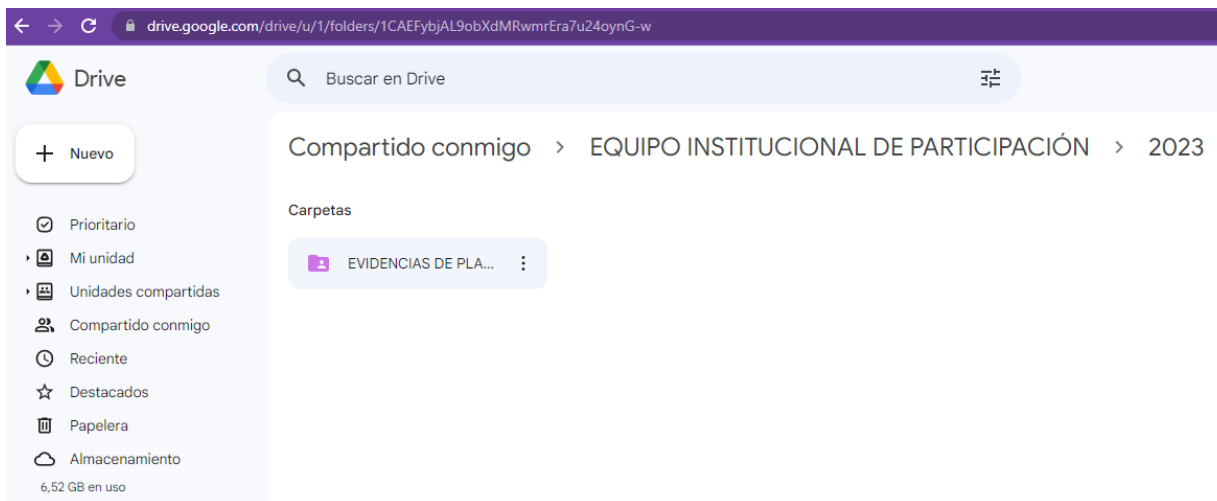 drive.google.com/drive/u/1/folders/1CAEFybjAL9obXdMRwmrEra7u24oynG-w
Drive
Buscar en Drive
Nuevo
Compartido conmigo > EQUIPO INSTITUCIONAL DE PARTICIPACIÓN > 2023
Carpetas
EVIDENCIAS DE PLA...
Prioritario
Mi unidad
Unidades compartidas
Compartido conmigo
Reciente
Destacados
Papelera
Almacenamiento
6,52 GB en uso